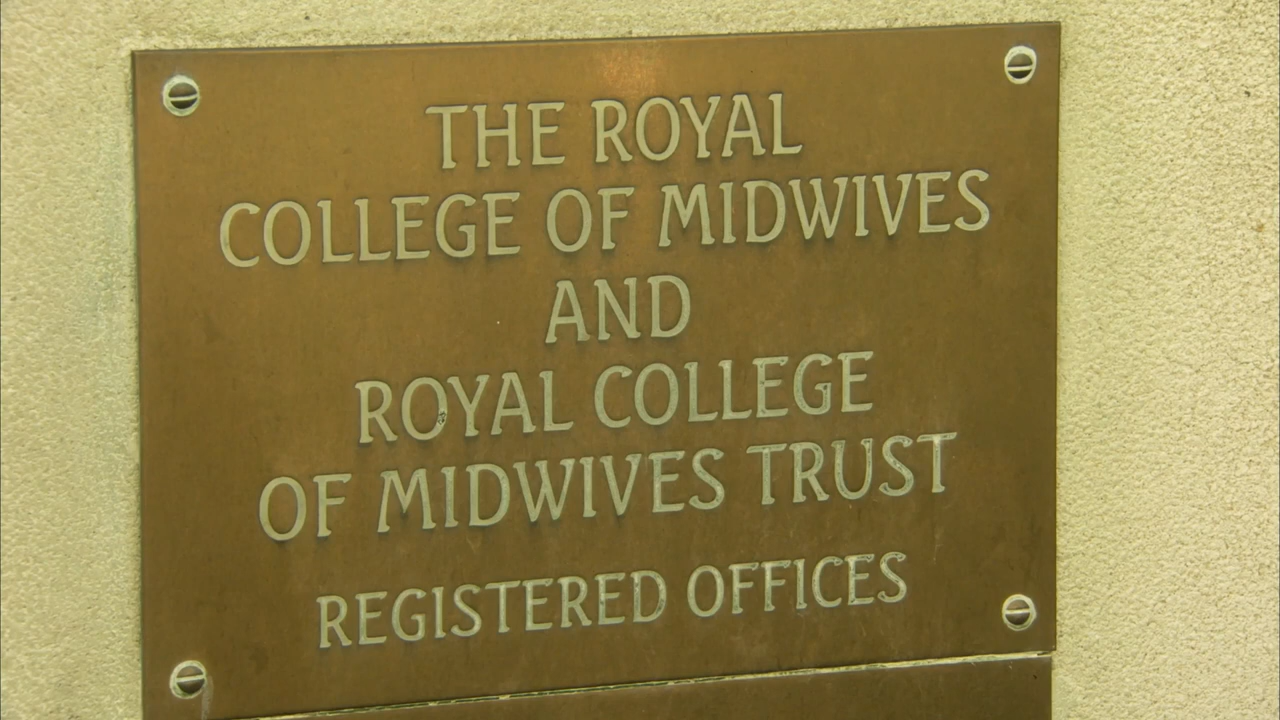 THE ROYAL
COLLEGE OF MIDWIVES
AND
ROYAL COLLEGE
OF MIDWIVES TRUST
REGISTERED OFFICES